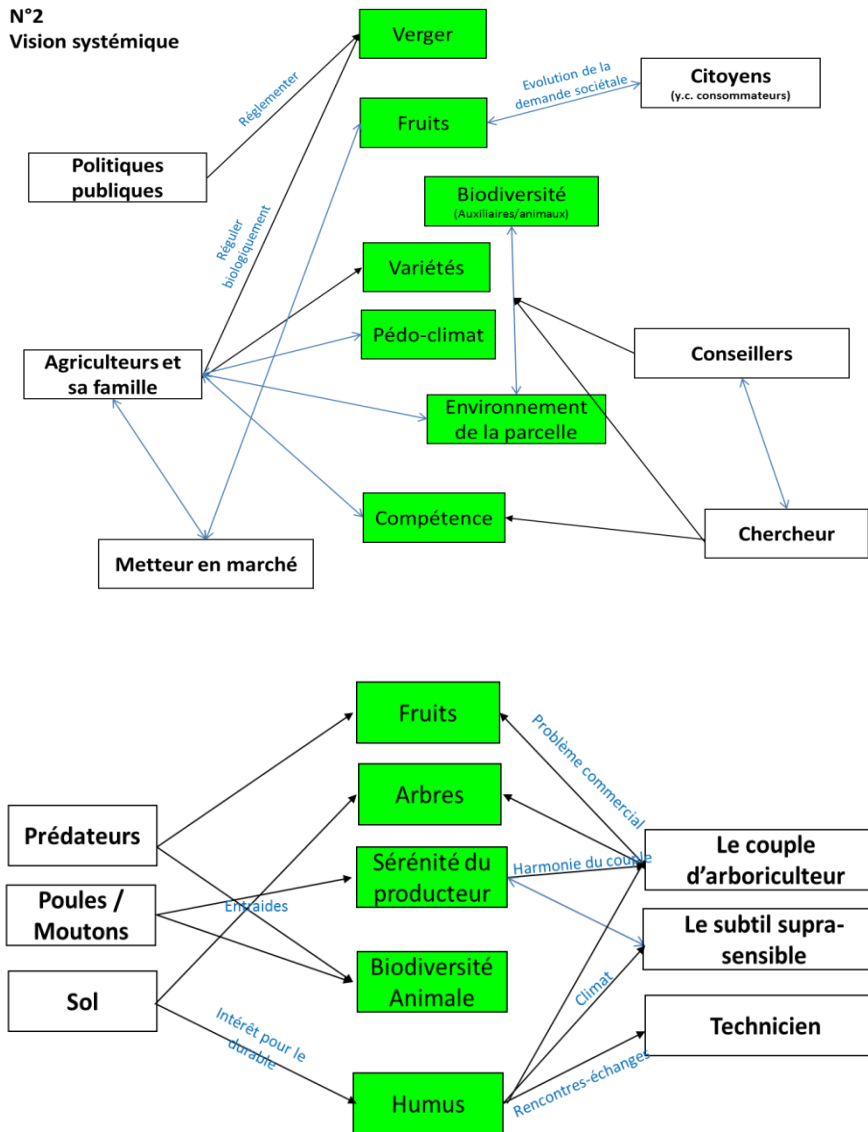 N°2
Vision systémique
Verger
Réglementer
Evolution de la
demande sociétale
Citoyens
(y.c. consommateurs)
Fruits
Politiques
publiques
Biodiversité
(Auxiliaires/animaux)
Réguler
biologiquement
Variétés
Pédo-climat
Agriculteurs et
sa famille
Conseillers
Environnement
de la parcelle
Compétence
Chercheur
Metteur en marché
Fruits
Problème commercial
Arbres
Prédateurs
Sérénité du
producteur
Harmonie du couple
Le couple
d’arboriculteur
Poules /
Moutons
Entraides
Le subtil supra-
sensible
Biodiversité
Animale
Sol
Climat
Intérêt pour le
durable
Technicien
Rencontres-échanges
Humus